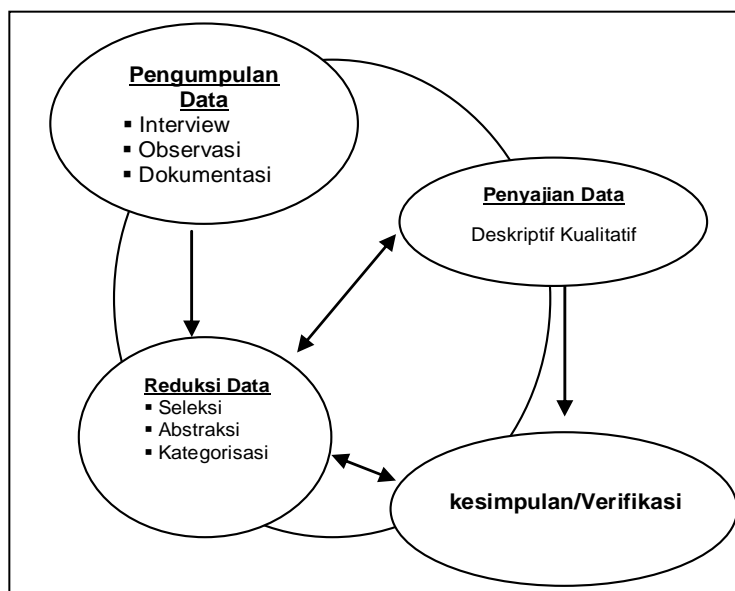 Pengumpulan
Data
▪ Interview
▪ Observasi
▪ Dokumentasi
Penyajian Data
Deskriptif Kualitatif
Reduksi Data
▪ Seleksi
▪ Abstraksi
▪ Kategorisasi
kesimpulan/Verifikasi